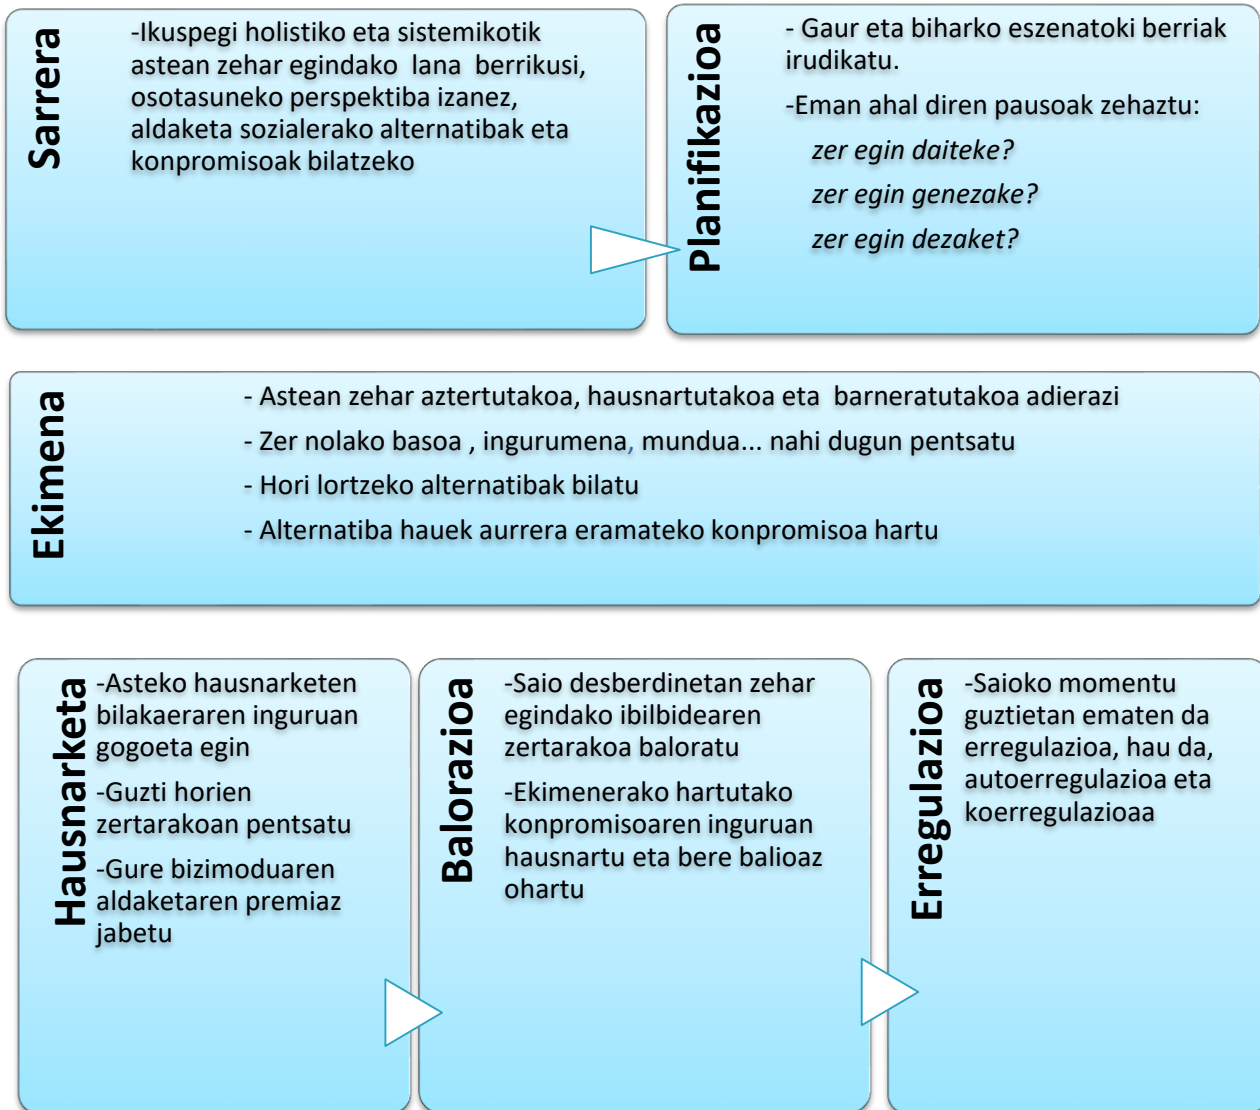 Sarrera
-Ikuspegi holistiko eta sistemikotik
astean zehar egindako lana berrikusi,
osotasuneko perspektiba izanez,
aldaketa sozialerako alternatibak eta
konpromisoak bilatzeko
Planifikazioa
- Gaur eta biharko eszenatoki berriak
irudikatu.
-Eman ahal diren pausoak zehaztu:
zer egin daiteke?
zer egin genezake?
zer egin dezaket?
Ekimena
- Astean zehar aztertutakoa, hausnartutakoa eta barneratutakoa adierazi
- Zer nolako basoa , ingurumena, mundua... nahi dugun pentsatu
- Hori lortzeko alternatibak bilatu
- Alternatiba hauek aurrera eramateko konpromisoa hartu
Hausnarketa
-Asteko hausnarketen
bilakaeraren inguruan
gogoeta egin
-Guzti horien
zertarakoan pentsatu
-Gure bizimoduaren
aldaketaren premiaz
jabetu
Balorazioa
-Saio desberdinetan zehar
egindako ibilbidearen
zertarakoa baloratu
-Ekimenerako hartutako
konpromisoaren inguruan
hausnartu eta bere balioaz
ohartu
Erregulazioa
-Saioko momentu
guztietan ematen da
erregulazioa, hau da,
autoerregulazioa eta
koerregulazioaa